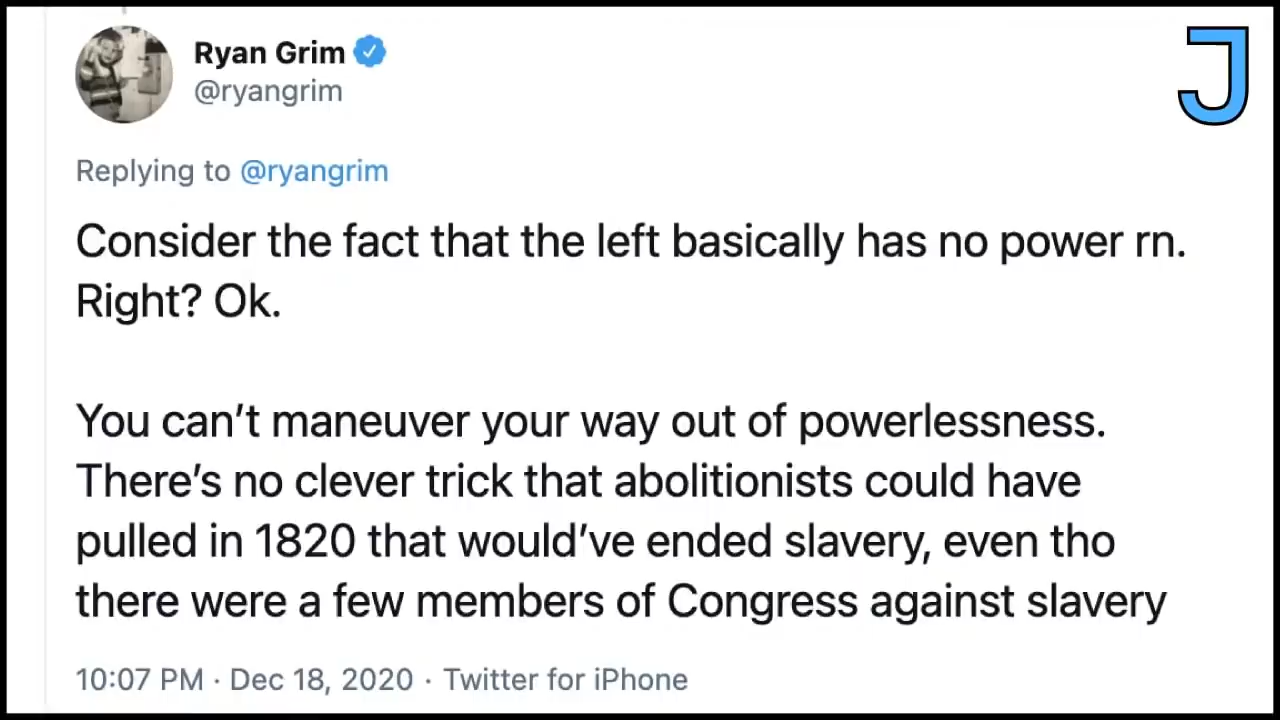 Ryan Grim
J
@ryangrim
Replying to @ryangrim
Consider the fact that the left basically has no power rn.
Right? Ok.
You can’t maneuver your way out of powerlessness.
There’s no clever trick that abolitionists could have
pulled in 1820 that would’ve ended slavery, even tho
there were a few members of Congress against slavery
10:07 PM · Dec 18, 2020 · Twitter for iPhone